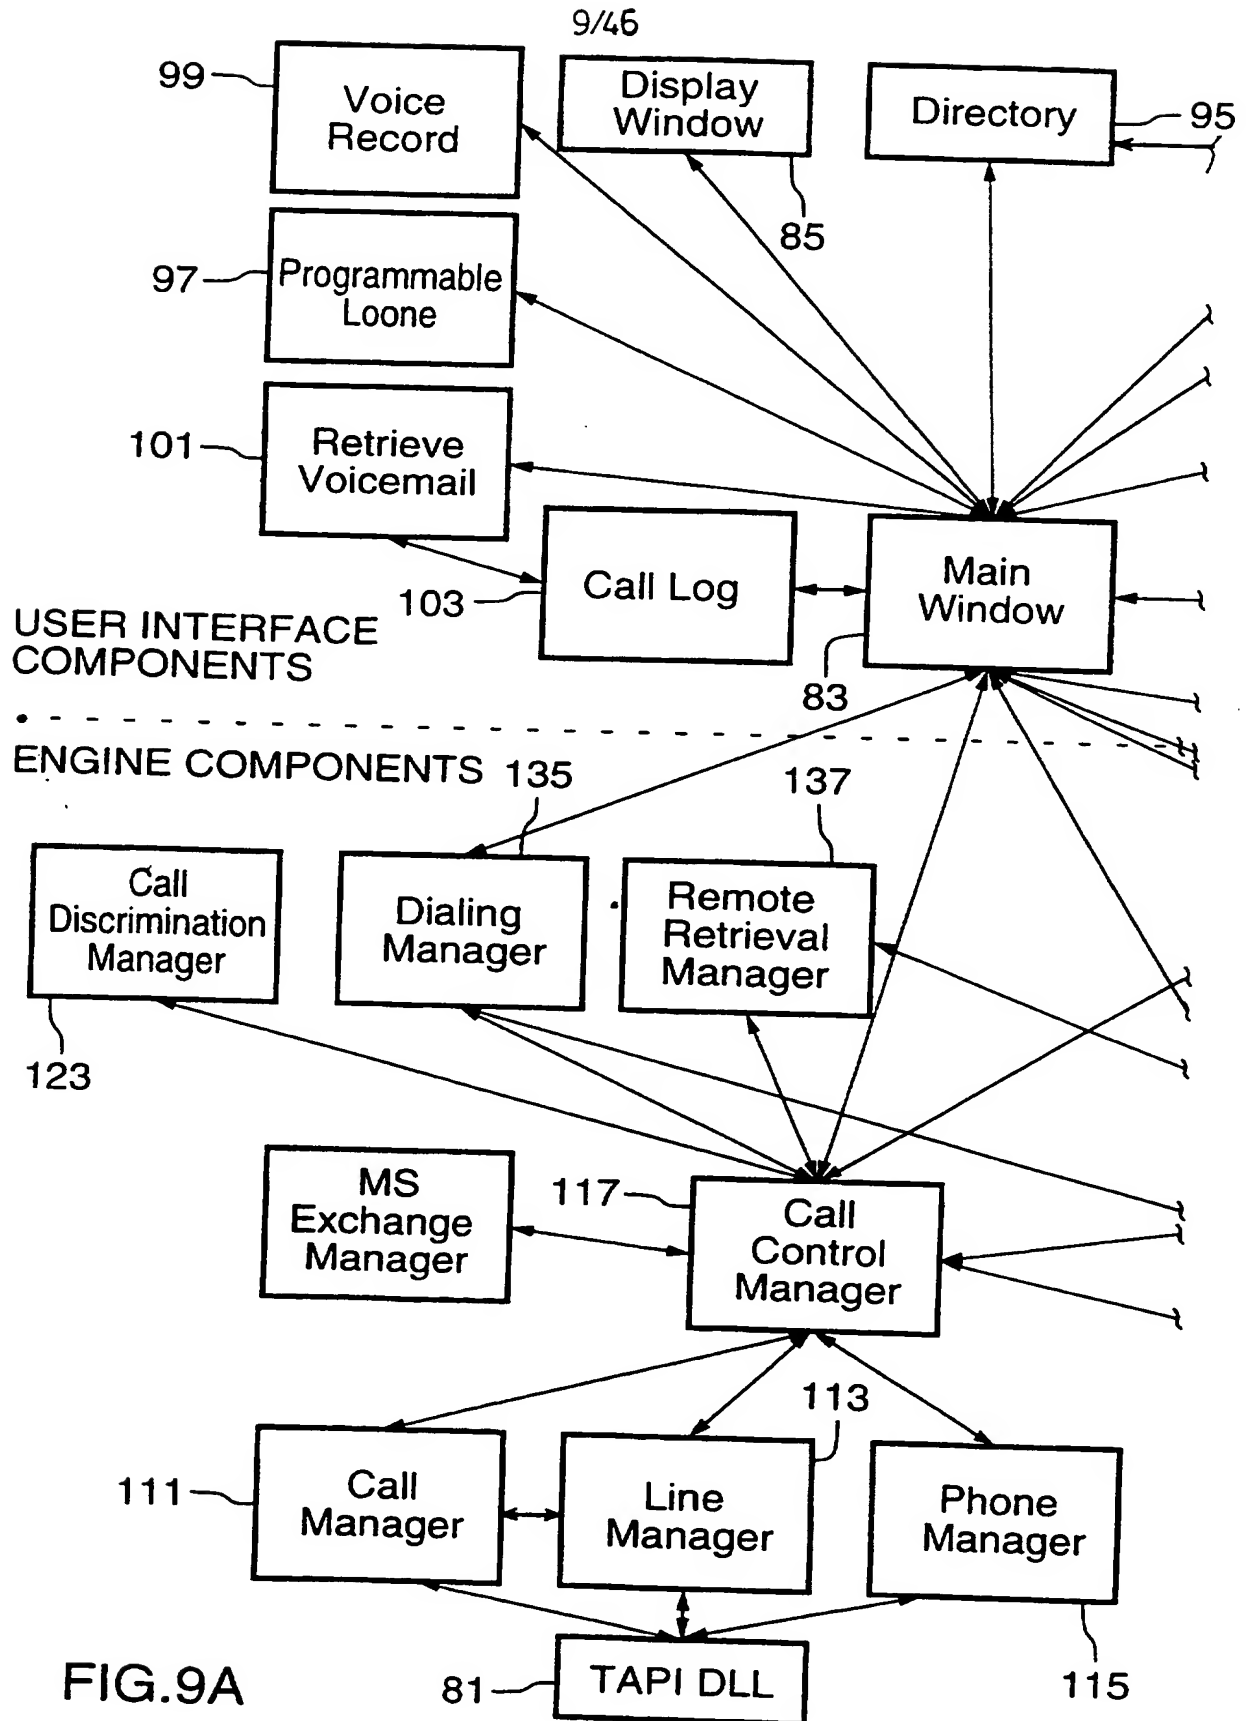 9/46
99
Voice
Record
Display
Window
85
Directory
95
97
Programmable
Loone
101
Retrieve
Voicemail
103
Call Log
Main
Window
83
USER INTERFACE
COMPONENTS
ENGINE COMPONENTS
135
137
Call
Discrimination
Manager
123
Dialing
Manager
Remote
Retrieval
Manager
MS
Exchange
Manager
117
Call
Control
Manager
113
111
Call
Manager
Line
Manager
Phone
Manager
115
81
TAPI DLL
FIG.9A